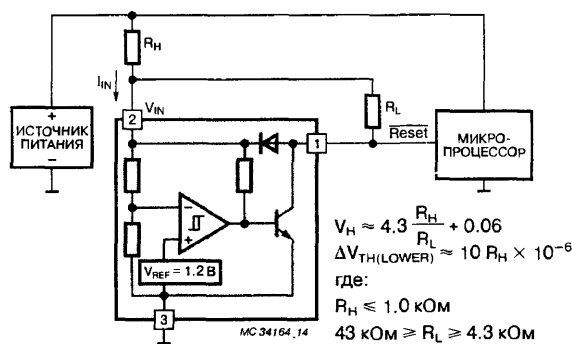 R_H
I_IN
V_IN
R_L
Reset
ИСТОЧНИК
ПИТАНИЯ
+
−
2
1
МИКРО-
ПРОЦЕССОР
−
+
V_REF = 1.2 В
3
MC 34164_14
V_H ≈ 4.3 R_H/R_L + 0.06
ΔV_TH(LOWER) ≈ 10 R_H × 10⁻⁶
где:
R_H ≤ 1.0 кОм
43 кОм ≥ R_L ≥ 4.3 кОм